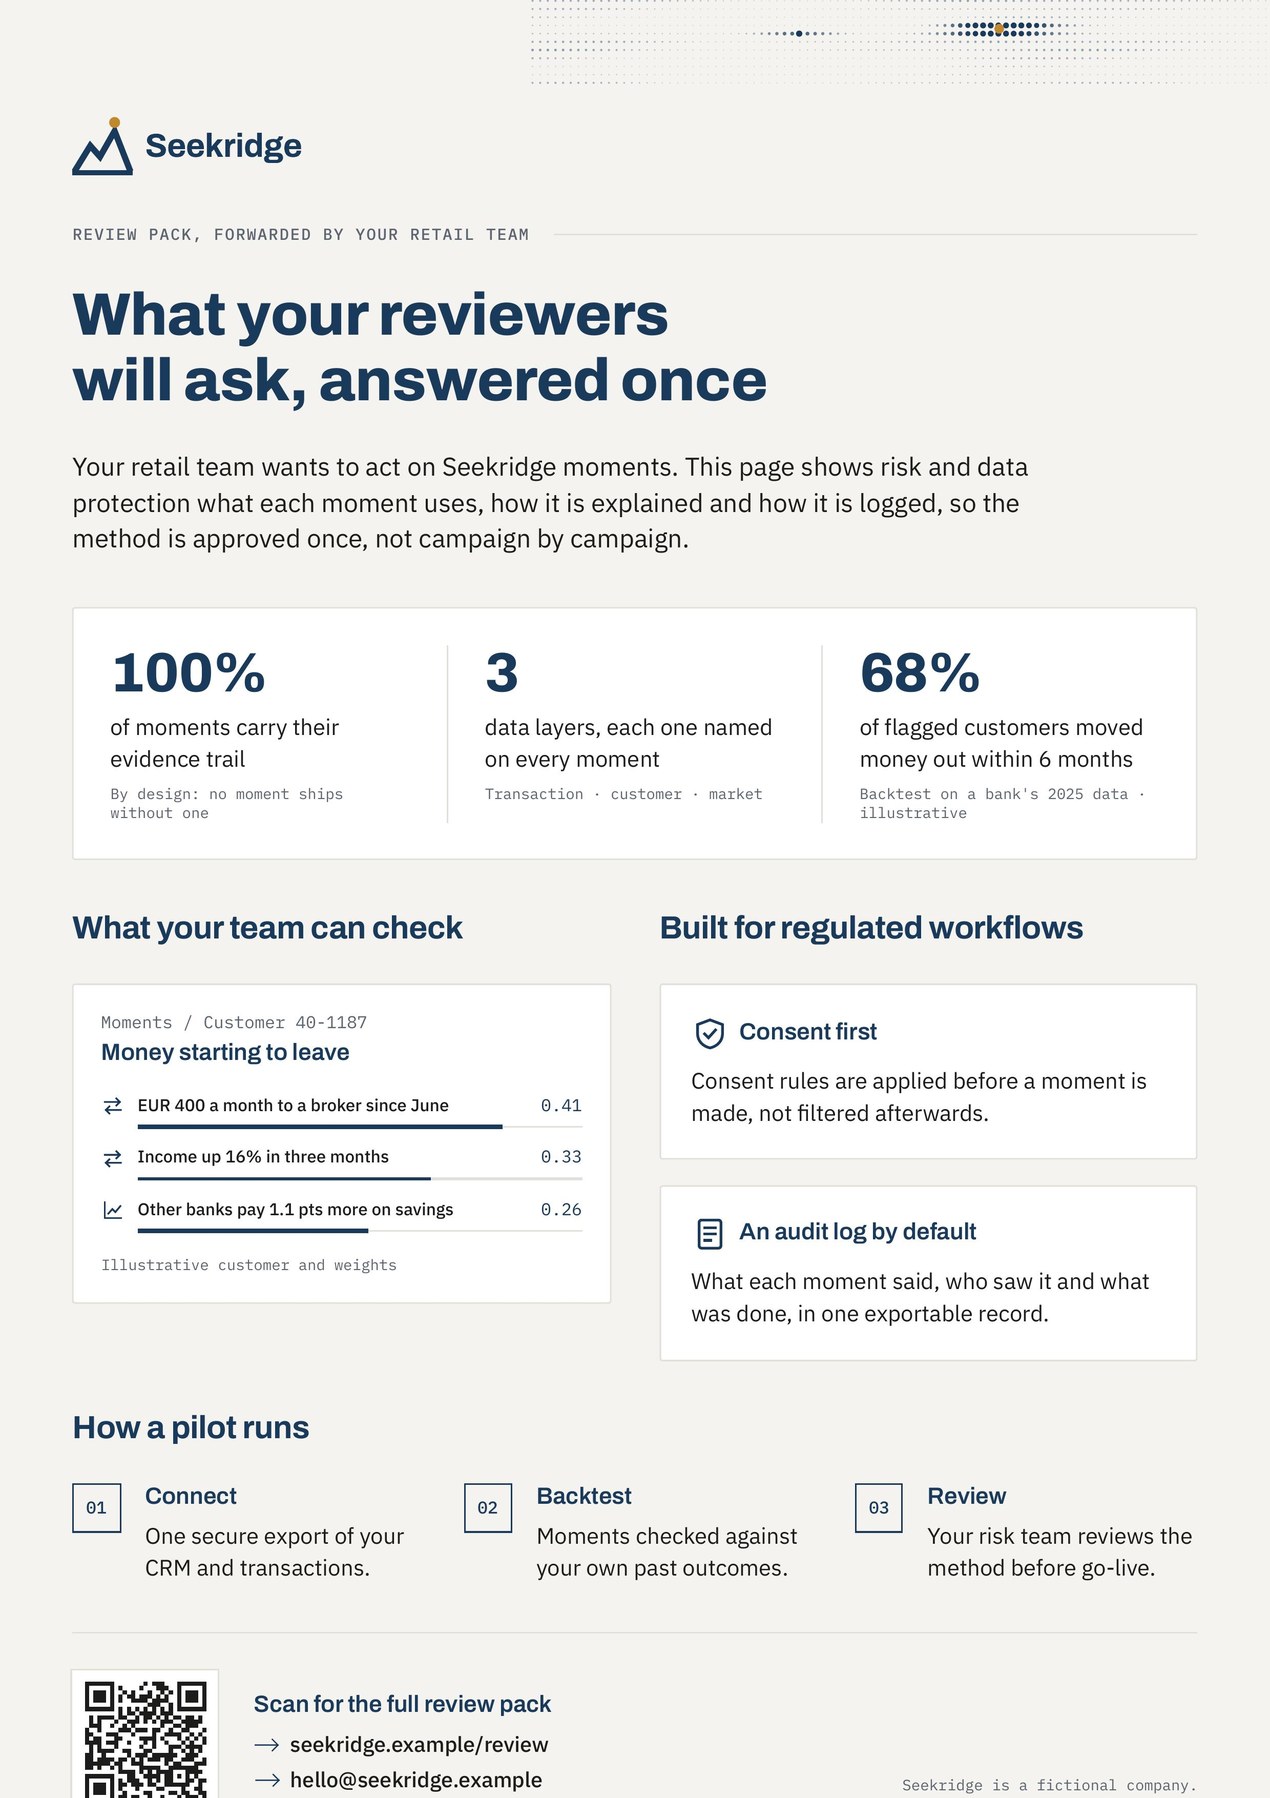 Seekridge
REVIEW PACK, FORWARDED BY YOUR RETAIL TEAM
What your reviewers
will ask, answered once
Your retail team wants to act on Seekridge moments. This page shows risk and data
protection what each moment uses, how it is explained and how it is logged, so the
method is approved once, not campaign by campaign.
100%
of moments carry their
evidence trail
By design: no moment ships
without one
3
data layers, each one named
on every moment
Transaction · customer · market
68%
of flagged customers moved
money out within 6 months
Backtest on a bank's 2025 data ·
illustrative
What your team can check
Moments / Customer 40-1187
Money starting to leave
EUR 400 a month to a broker since June 0.41
Income up 16% in three months 0.33
Other banks pay 1.1 pts more on savings 0.26
Illustrative customer and weights
Built for regulated workflows
Consent first
Consent rules are applied before a moment is
made, not filtered afterwards.
An audit log by default
What each moment said, who saw it and what
was done, in one exportable record.
How a pilot runs
01
Connect
One secure export of your
CRM and transactions.
02
Backtest
Moments checked against
your own past outcomes.
03
Review
Your risk team reviews the
method before go-live.
Scan for the full review pack
→ seekridge.example/review
→ hello@seekridge.example
Seekridge is a fictional company.